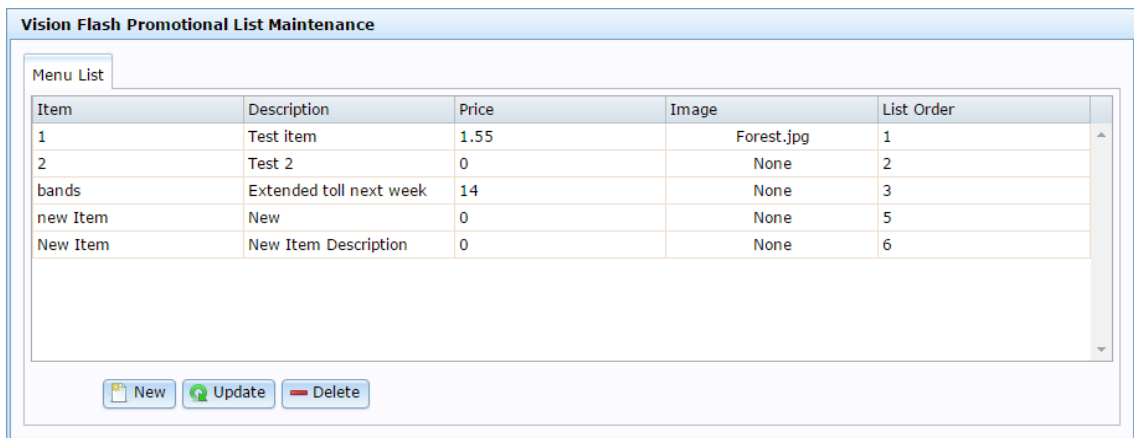 Vision Flash Promotional List Maintenance
Menu List
Item Description Price Image List Order
1 Test item 1.55 Forest.jpg 1
2 Test 2 0 None 2
bands Extended toll next week 14 None 3
new Item New 0 None 5
New Item New Item Description 0 None 6
New Update Delete